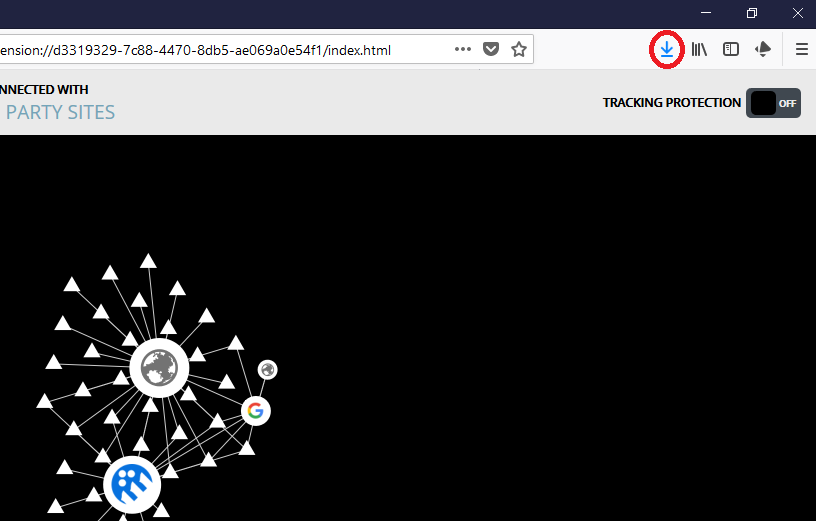 ension://d3319329-7c88-4470-8db5-ae069a0e54f1/index.html
NNECTED WITH
PARTY SITES
TRACKING PROTECTION OFF